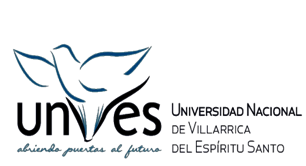 unves
abriendo puertas al futuro
UNIVERSIDAD NACIONAL
DE VILLARRICA
DEL ESPÍRITU SANTO